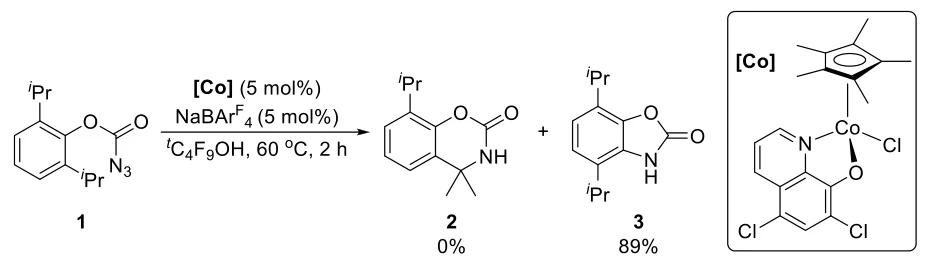 ⁱPr
O
O
N₃
ⁱPr
1
[Co] (5 mol%)
NaBArF₄ (5 mol%)
ᵗC₄F₉OH, 60 ºC, 2 h
ⁱPr
O
O
NH
2
0%
+
ⁱPr
O
O
N
H
ⁱPr
3
89%
[Co]
Co
Cl
N
O
Cl
Cl